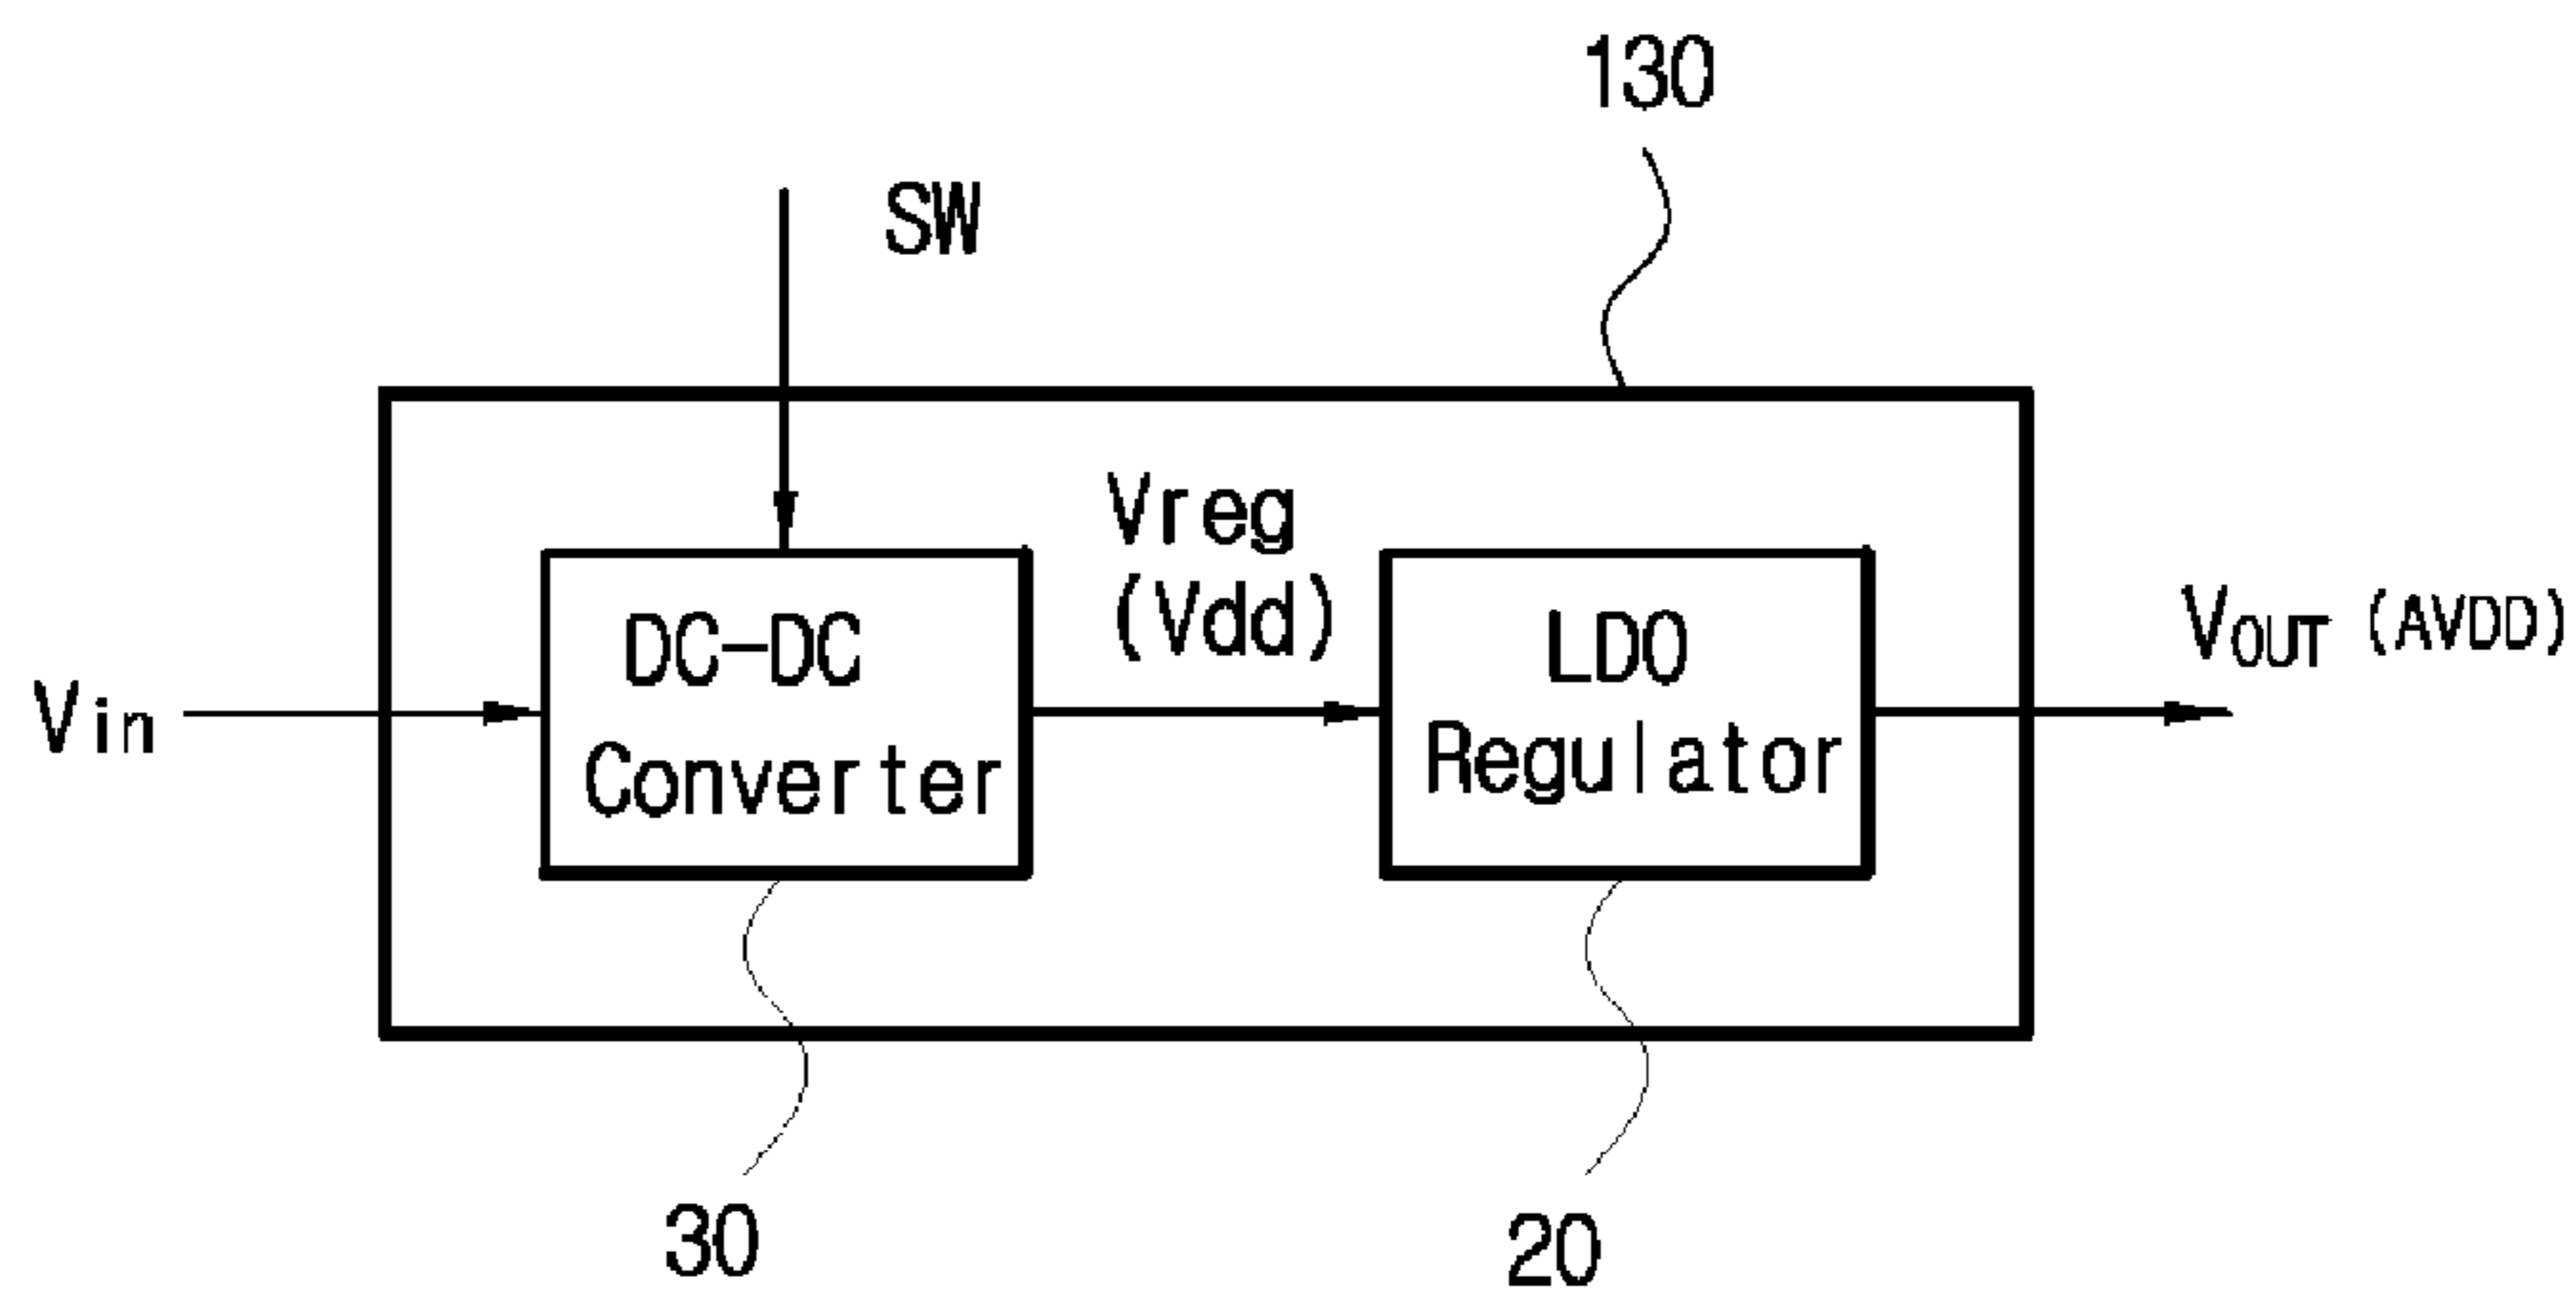 130
SW
Vreg
(Vdd)
DC-DC
Converter
LDO
Regulator
Vin
VOUT (AVDD)
30
20